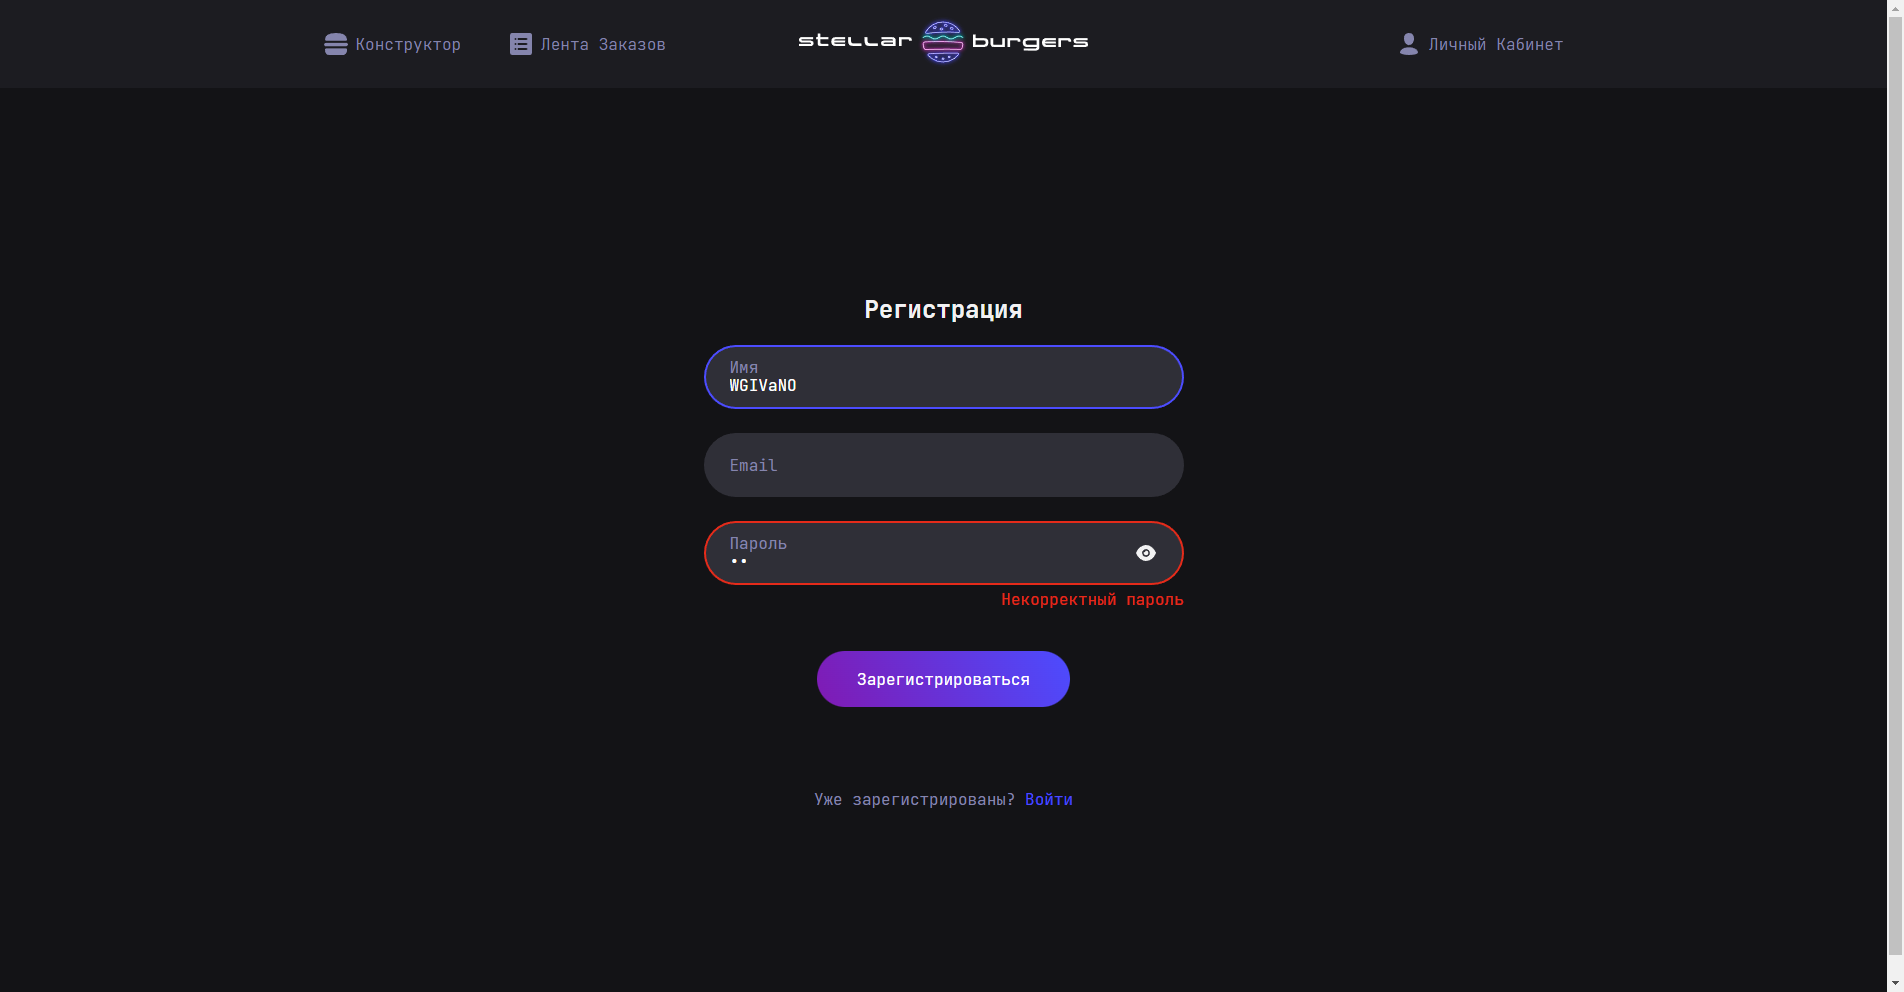 Конструктор
Лента Заказов
stellar burgers
Личный Кабинет
Регистрация
Имя
WGIVaNO
Email
Пароль
••
Некорректный пароль
Зарегистрироваться
Уже зарегистрированы? Войти